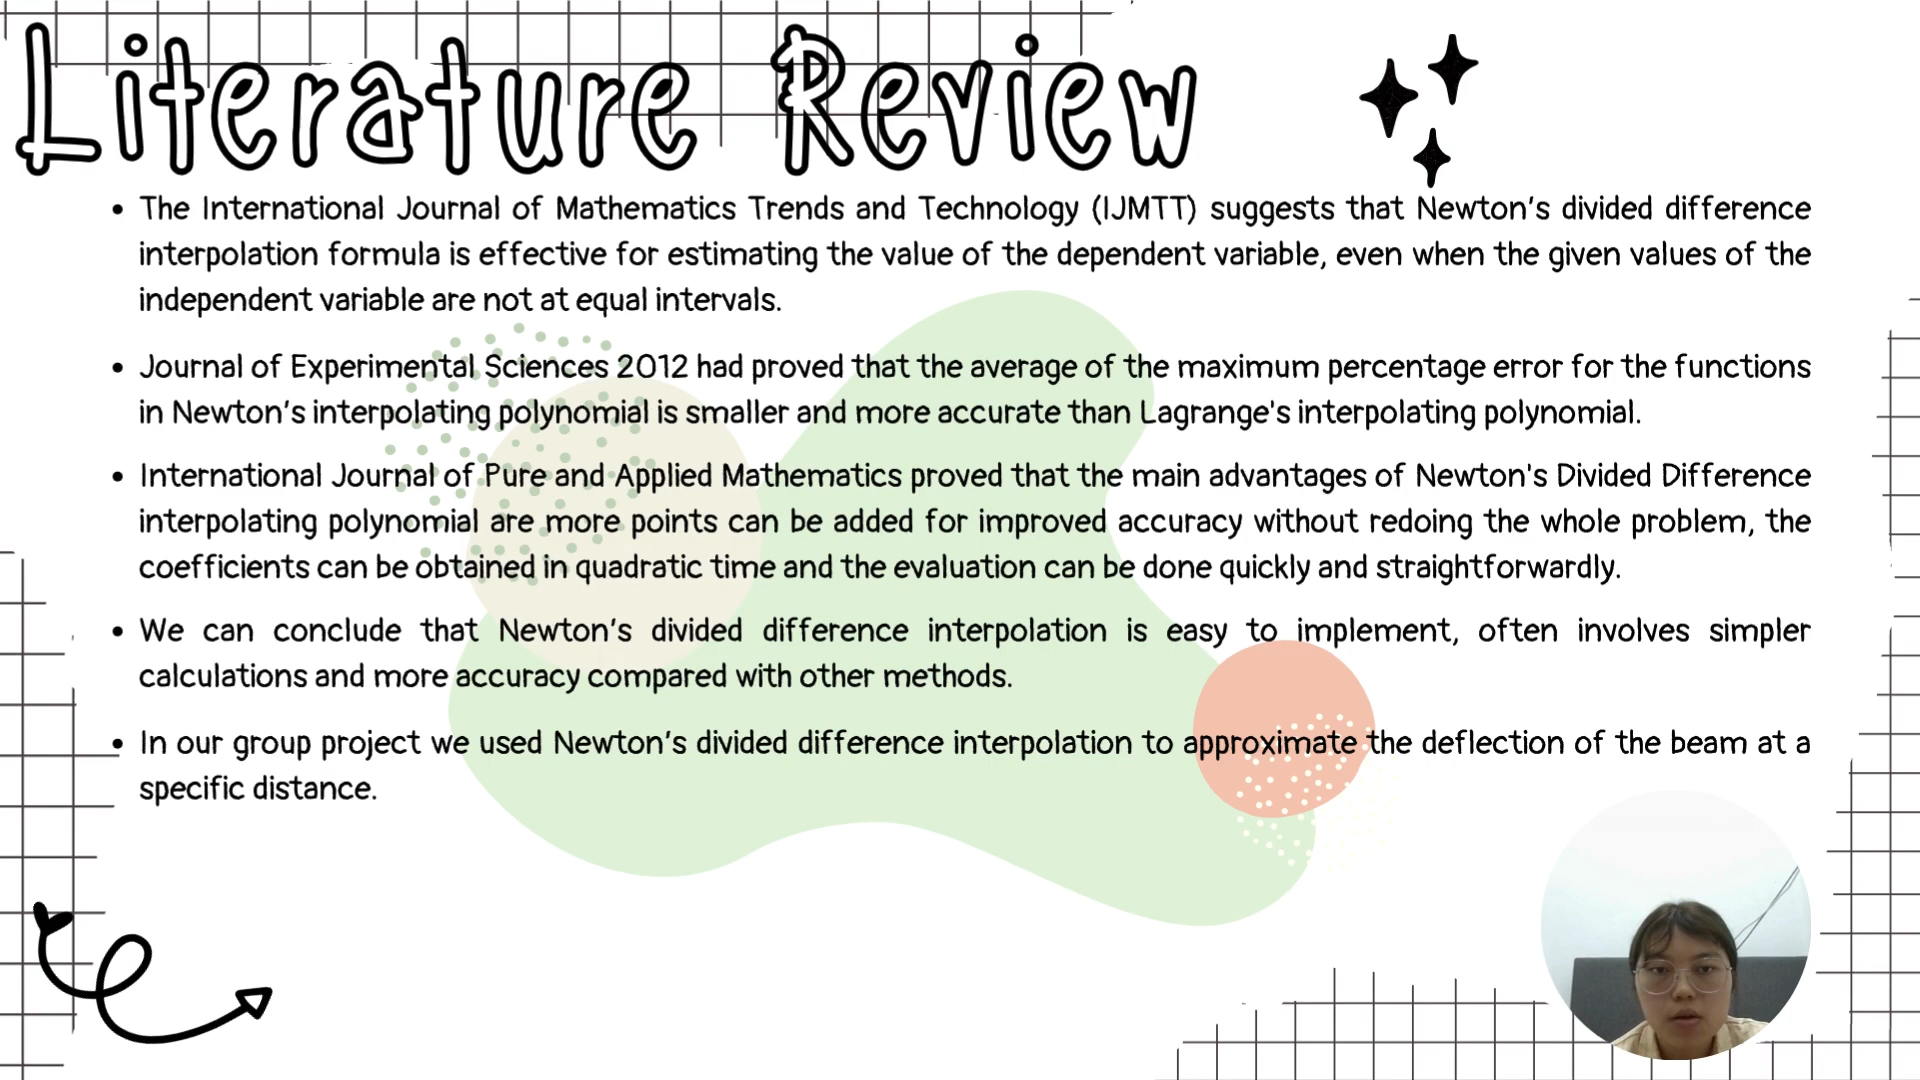 Literature Review
• The International Journal of Mathematics Trends and Technology (IJMTT) suggests that Newton's divided difference
interpolation formula is effective for estimating the value of the dependent variable, even when the given values of the
independent variable are not at equal intervals.
• Journal of Experimental Sciences 2012 had proved that the average of the maximum percentage error for the functions
in Newton's interpolating polynomial is smaller and more accurate than Lagrange's interpolating polynomial.
• International Journal of Pure and Applied Mathematics proved that the main advantages of Newton's Divided Difference
interpolating polynomial are more points can be added for improved accuracy without redoing the whole problem, the
coefficients can be obtained in quadratic time and the evaluation can be done quickly and straightforwardly.
• We can conclude that Newton's divided difference interpolation is easy to implement, often involves simpler
calculations and more accuracy compared with other methods.
• In our group project we used Newton's divided difference interpolation to approximate the deflection of the beam at a
specific distance.